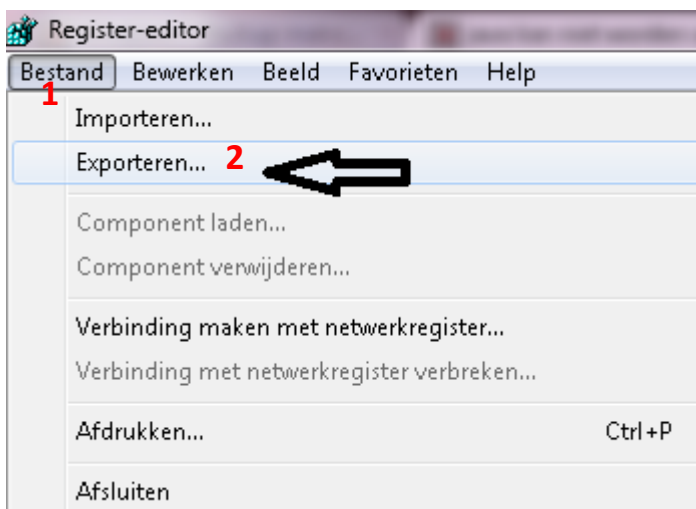 Register-editor
Bestand Bewerken Beeld Favorieten Help
1
Importeren...
Exporteren... 2
Component laden...
Component verwijderen...
Verbinding maken met netwerkregister...
Verbinding met netwerkregister verbreken...
Afdrukken... Ctrl+P
Afsluiten